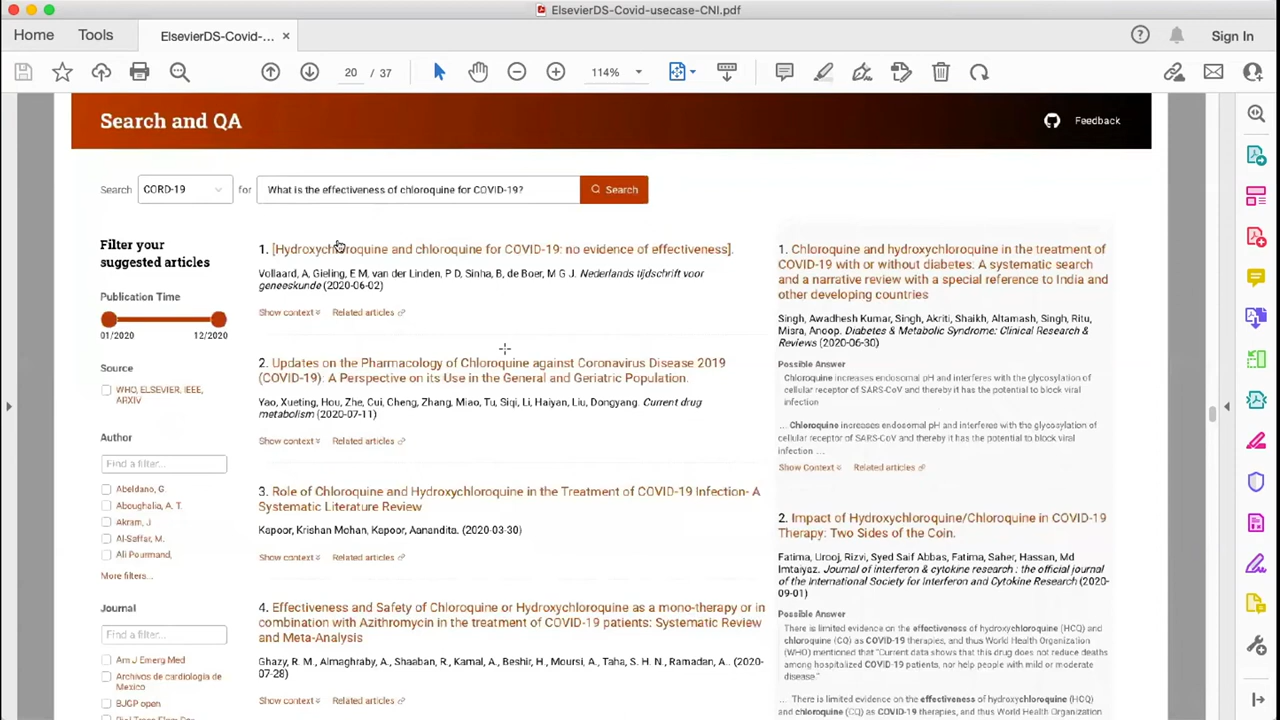 ElsevierDS-Covid-usecase-CNI.pdf
Home
Tools
ElsevierDS-Covid-...
Sign In
20 / 37
114%
Search and QA
Feedback
Search
CORD-19
for
What is the effectiveness of chloroquine for COVID-19?
Search
Filter your
suggested articles
Publication Time
01/2020
12/2020
Source
WHO, ELSEVIER, IEEE,
ARXIV
Author
Find a filter...
Abeldano, G
Aboughalia, A. T.
Akram, J
Al-Saffar, M.
Ali Pourmand,
More filters...
Journal
Find a filter...
Am J Emerg Med
Archivos de cardiologia de
Mexico
BJGP open
1. [Hydroxychloroquine and chloroquine for COVID-19: no evidence of effectiveness].
Vollaard, A, Gieling, E M, van der Linden, P D, Sinha, B, de Boer, M G J. Nederlands tijdschrift voor
geneeskunde (2020-06-02)
Show context
Related articles
2. Updates on the Pharmacology of Chloroquine against Coronavirus Disease 2019
(COVID-19): A Perspective on its Use in the General and Geriatric Population.
Yao, Xueting, Hou, Zhe, Cui, Cheng, Zhang, Miao, Tu, Siqi, Li, Haiyan, Liu, Dongyang. Current drug
metabolism (2020-07-11)
Show context
Related articles
3. Role of Chloroquine and Hydroxychloroquine in the Treatment of COVID-19 Infection- A
Systematic Literature Review
Kapoor, Krishan Mohan, Kapoor, Aanandita. (2020-03-30)
Show context
Related articles
4. Effectiveness and Safety of Chloroquine or Hydroxychloroquine as a mono-therapy or in
combination with Azithromycin in the treatment of COVID-19 patients: Systematic Review
and Meta-Analysis
Ghazy, R. M., Almaghraby, A., Shaaban, R., Kamal, A., Beshir, H., Moursi, A., Taha, S. H. N., Ramadan, A.. (2020-
07-28)
Show context
Related articles
1. Chloroquine and hydroxychloroquine in the treatment of
COVID-19 with or without diabetes: A systematic search
and a narrative review with a special reference to India and
other developing countries
Singh, Awadhesh Kumar, Singh, Akriti, Shaikh, Altamash, Singh, Ritu,
Misra, Anoop. Diabetes & Metabolic Syndrome: Clinical Research &
Reviews (2020-06-30)
Possible Answer
Chloroquine increases endosomal pH and interferes with the glycosylation of
cellular receptor of SARS-CoV and thereby it has the potential to block viral
infection
... Chloroquine increases endosomal pH and interferes with the glycosylation of
cellular receptor of SARS-CoV and thereby it has the potential to block viral
infection ...
Show Context
Related articles
2. Impact of Hydroxychloroquine/Chloroquine in COVID-19
Therapy: Two Sides of the Coin.
Fatima, Urooj, Rizvi, Syed Saif Abbas, Fatima, Saher, Hassan, Md
Imtaiyaz. Journal of interferon & cytokine research : the official journal
of the International Society for Interferon and Cytokine Research (2020-
09-01)
Possible Answer
There is limited evidence on the effectiveness of hydroxychloroquine (HCQ) and
chloroquine (CQ) as COVID-19 therapies, and thus World Health Organization
(WHO) mentioned that "Current data shows that this drug does not reduce deaths
among hospitalized COVID-19 patients, nor help people with mild or moderate
disease."
... There is limited evidence on the effectiveness of hydroxychloroquine (HCQ)
and chloroquine (CQ) as COVID-19 therapies, and thus World Health Organization